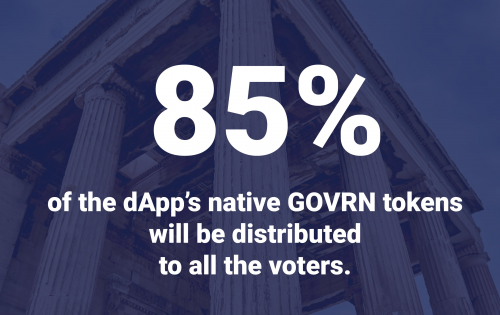 85%
of the dApp’s native GOVRN tokens
will be distributed
to all the voters.